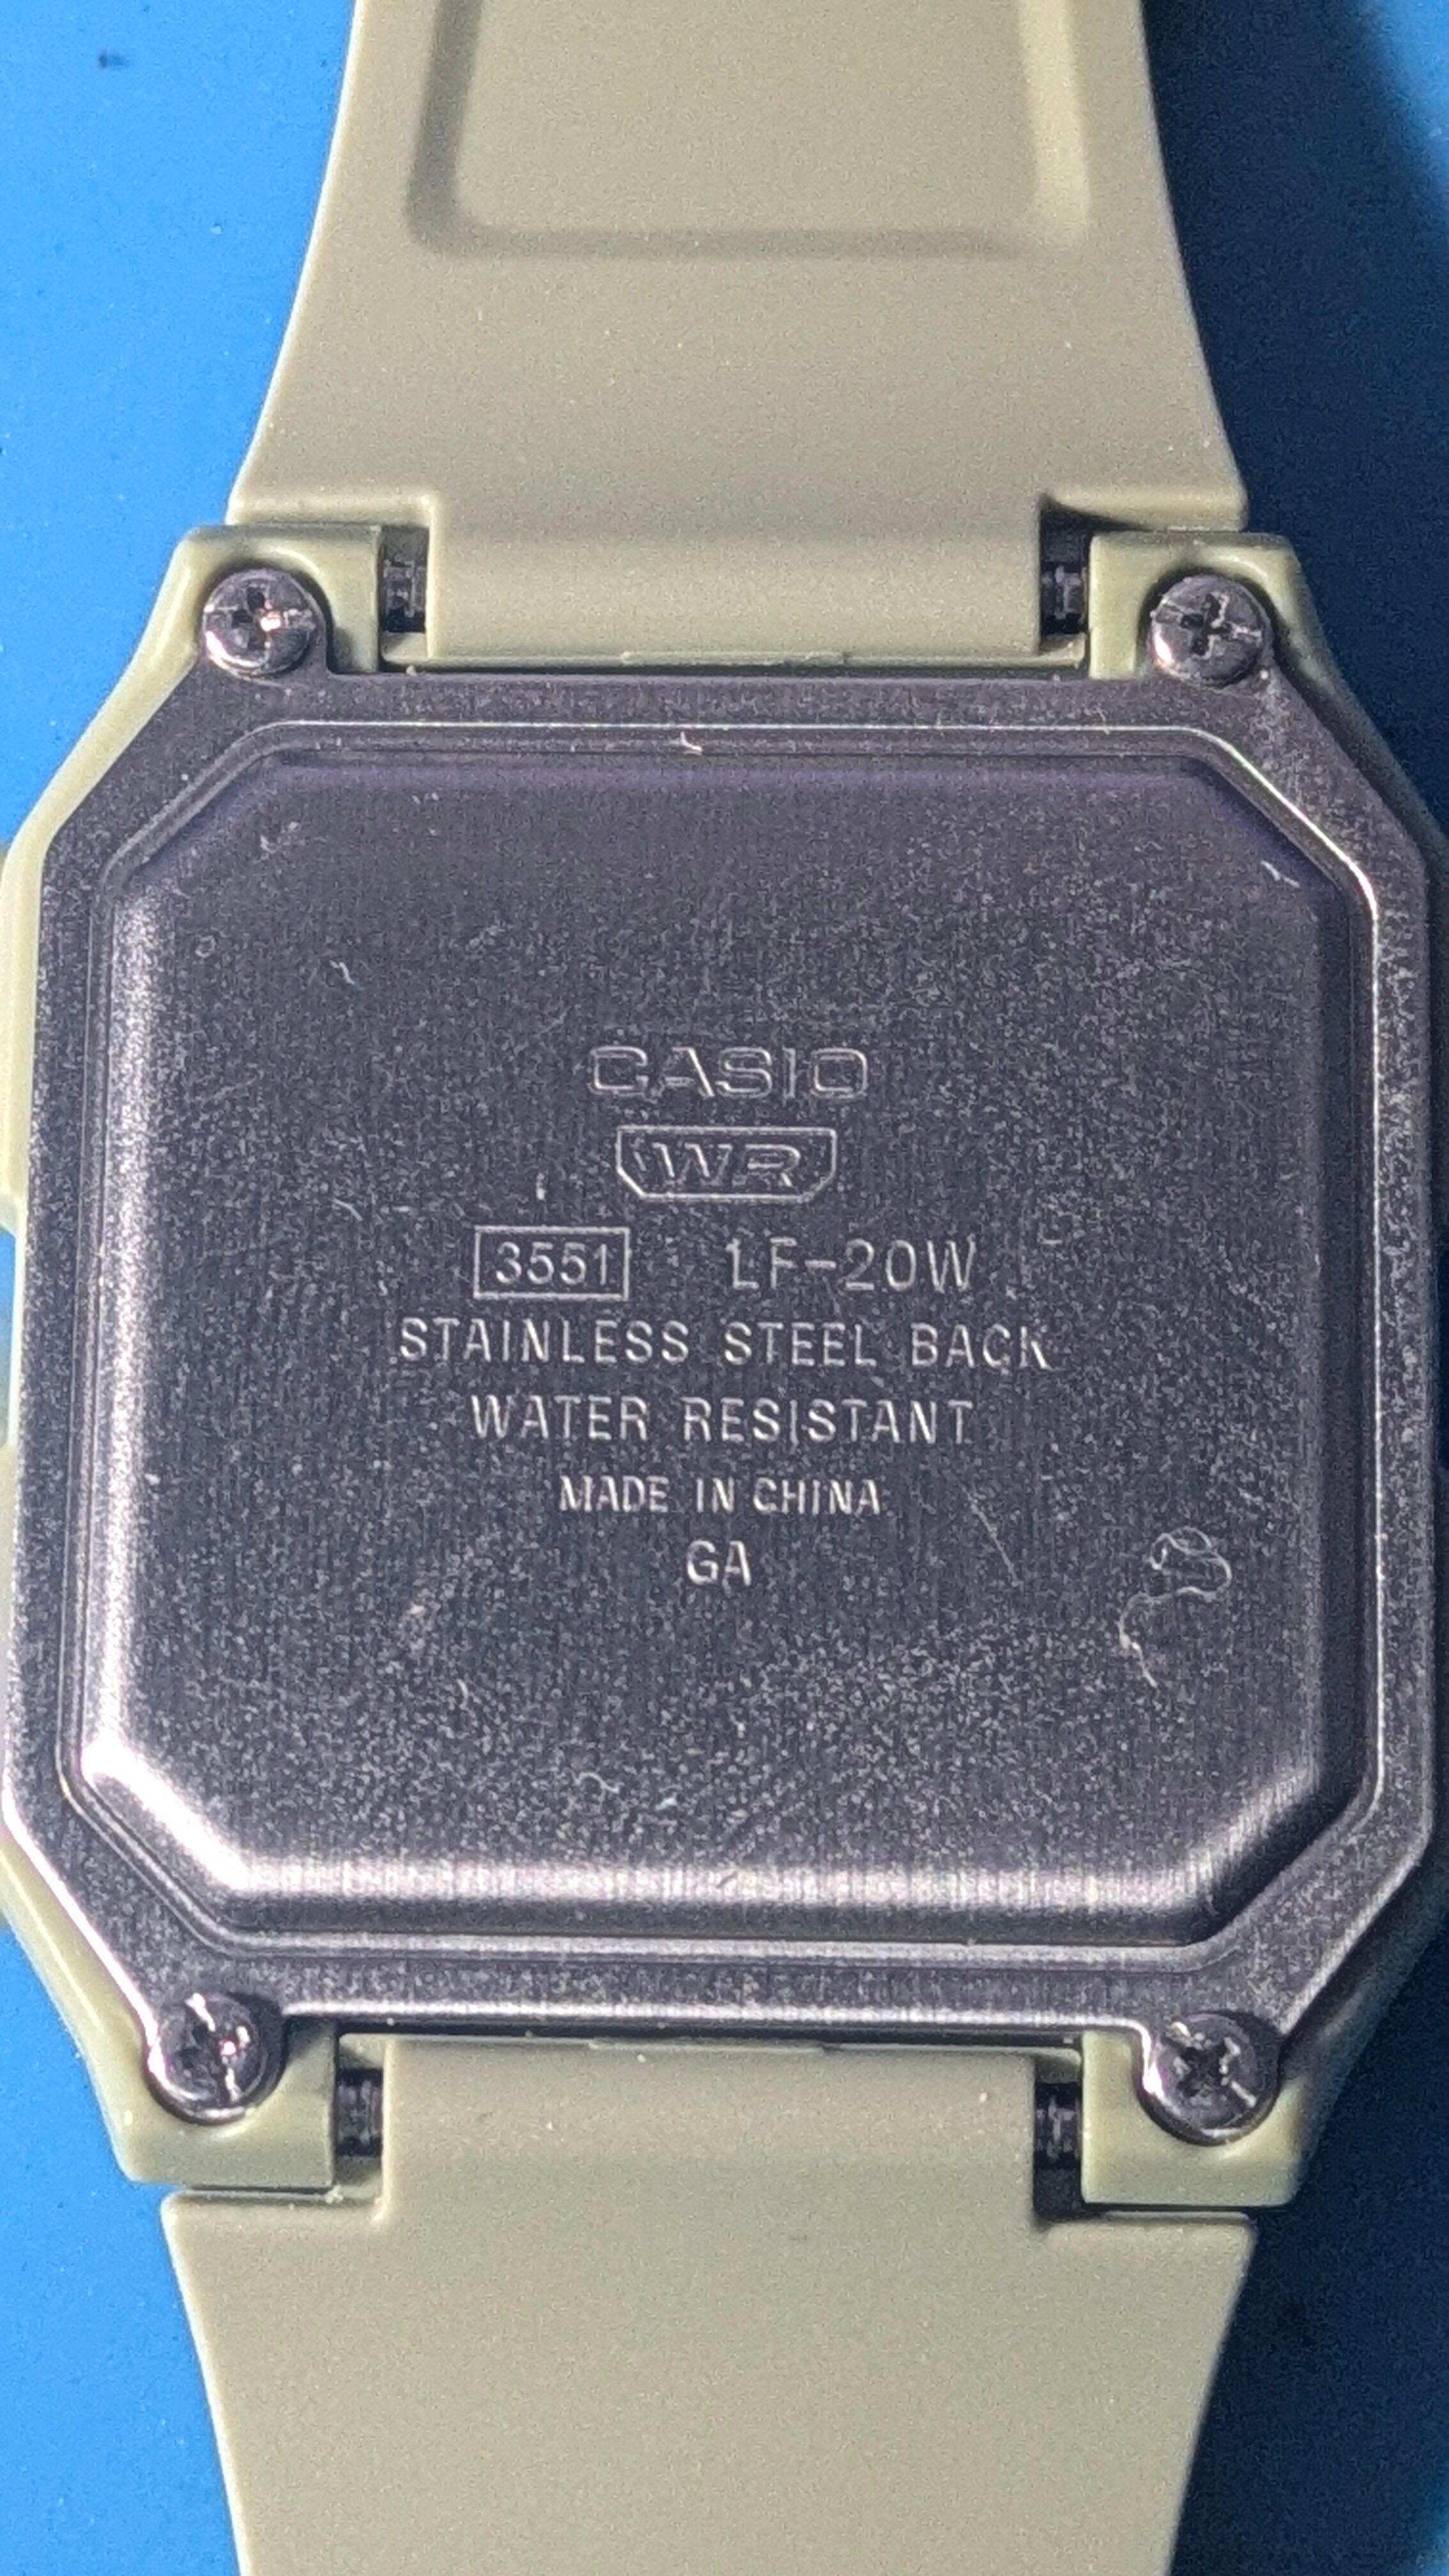 CASIO
WR
3551 LF-20W
STAINLESS STEEL BACK
WATER RESISTANT
MADE IN CHINA
GA